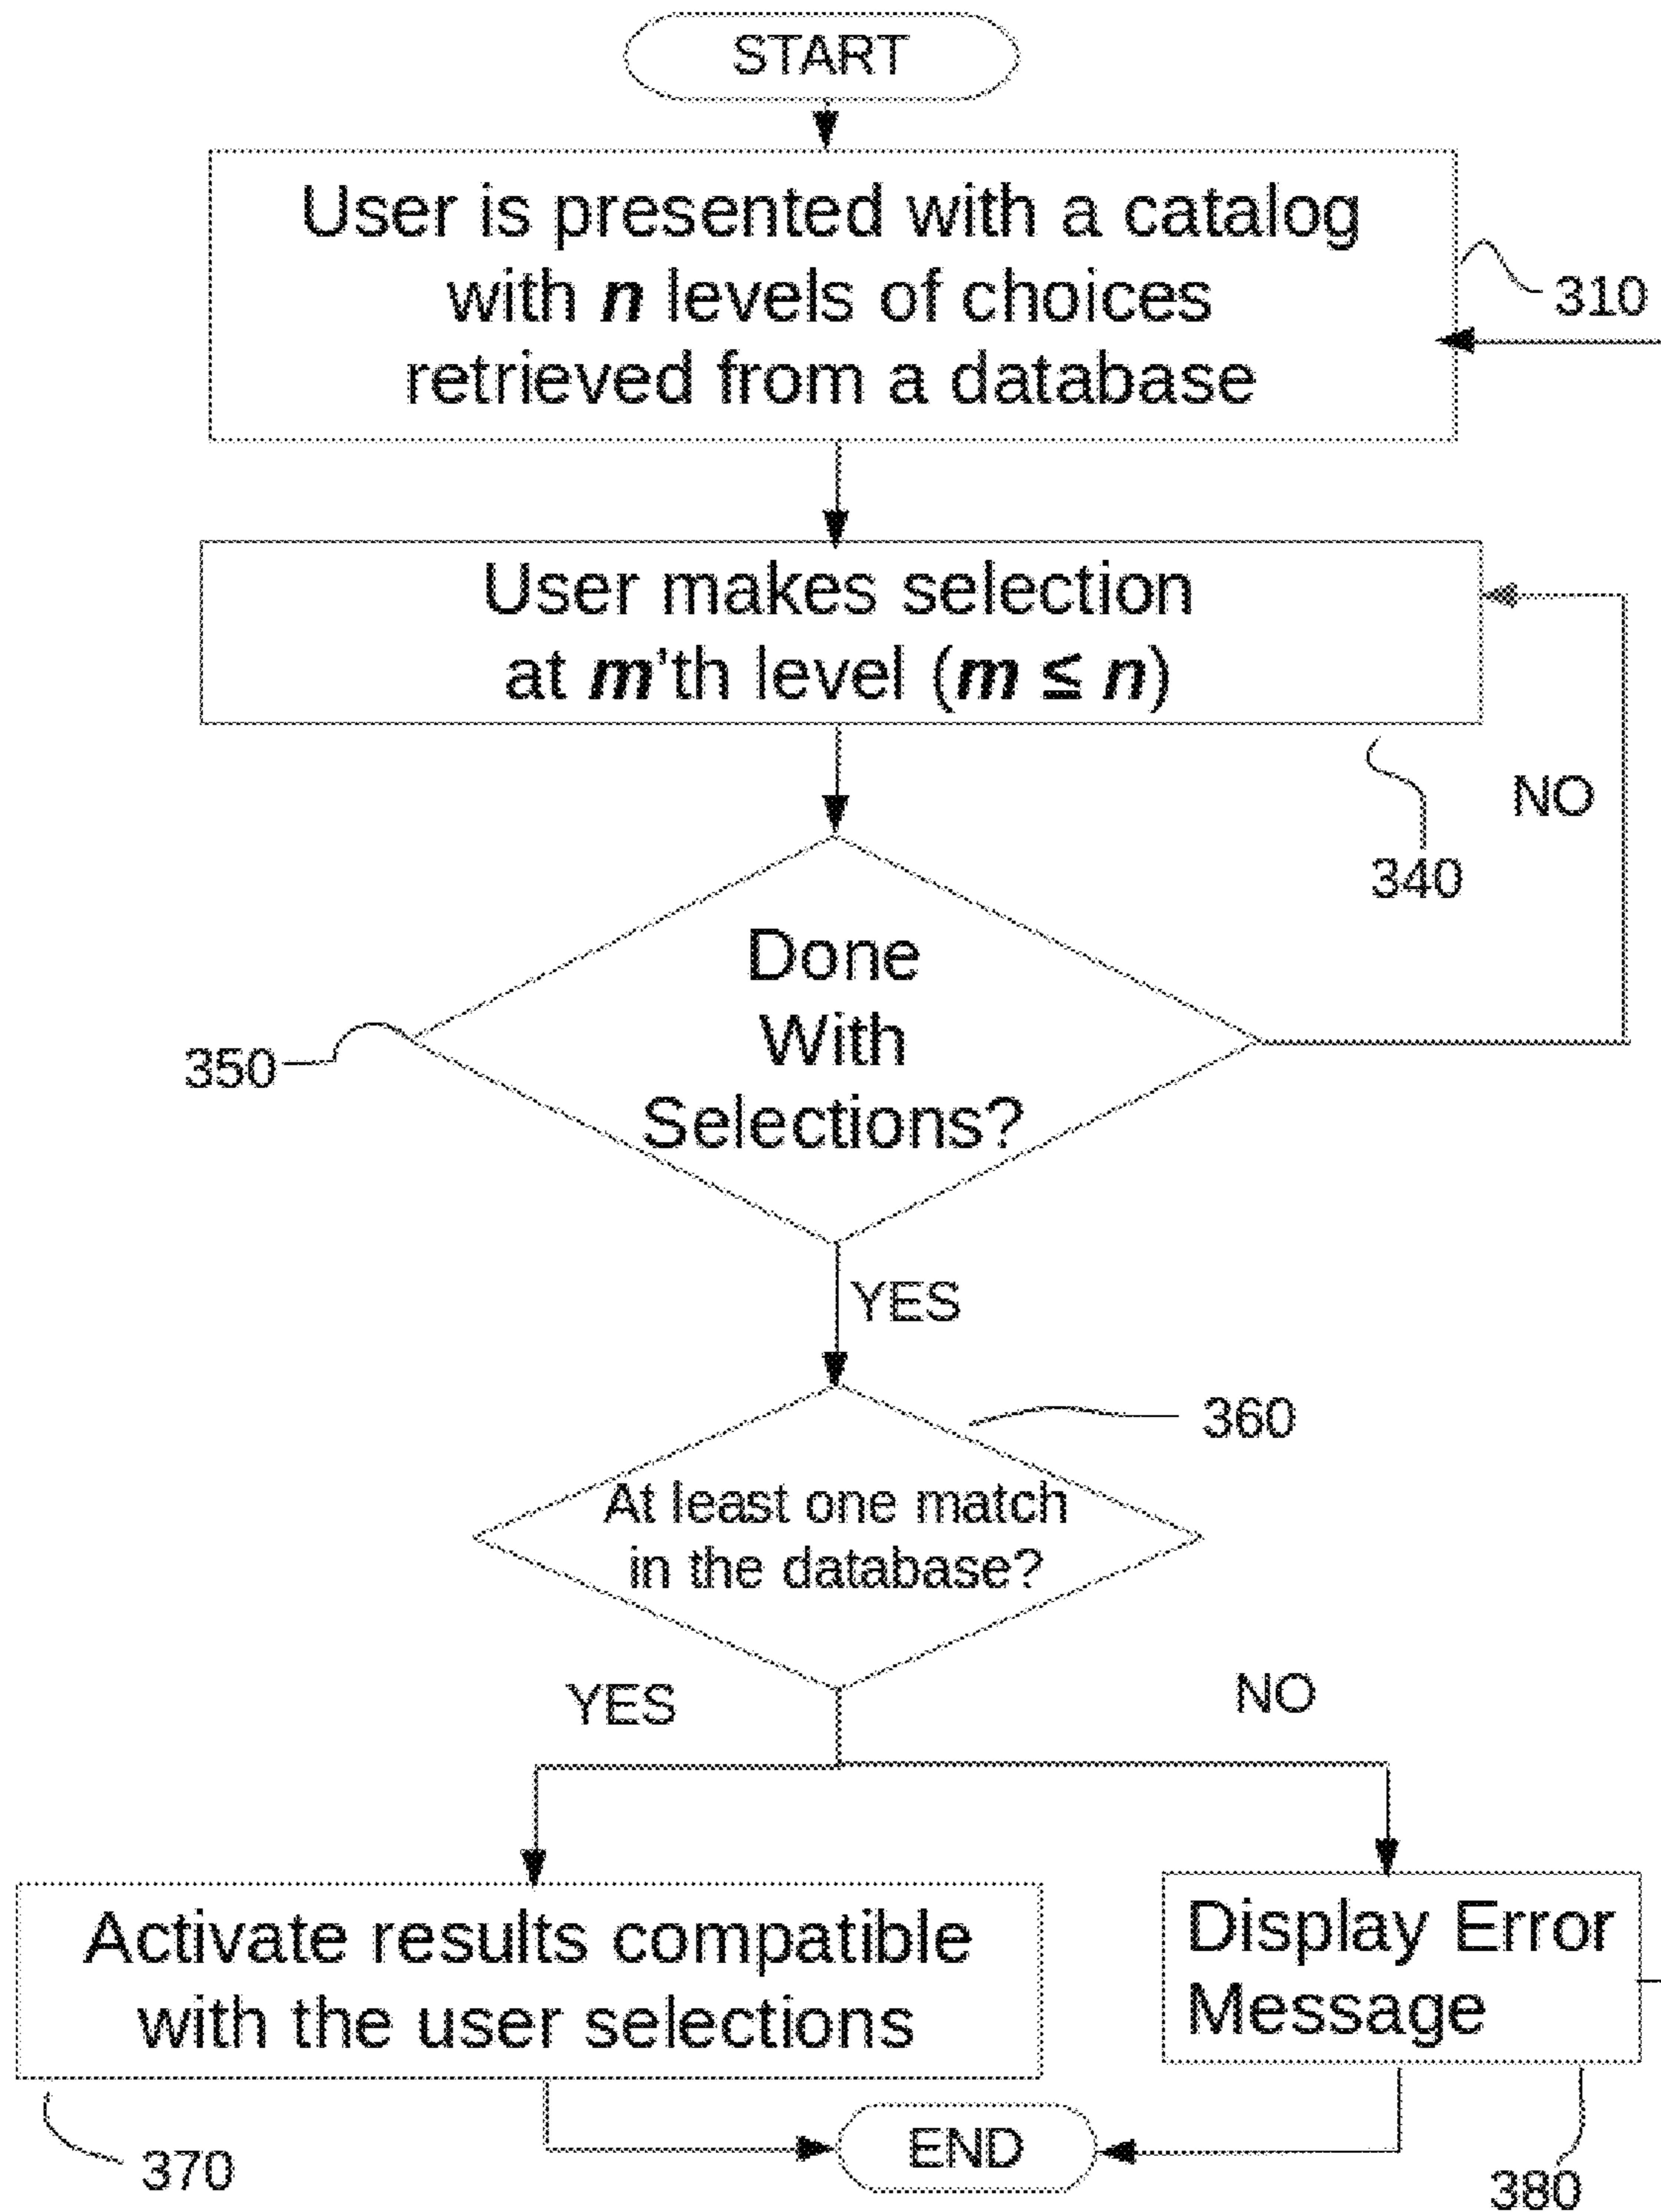 START
User is presented with a catalog
with n levels of choices
retrieved from a database
310
User makes selection
at m'th level (m ≤ n)
NO
340
Done
With
Selections?
350
YES
360
At least one match
in the database?
YES
NO
Activate results compatible
with the user selections
Display Error
Message
END
370
380